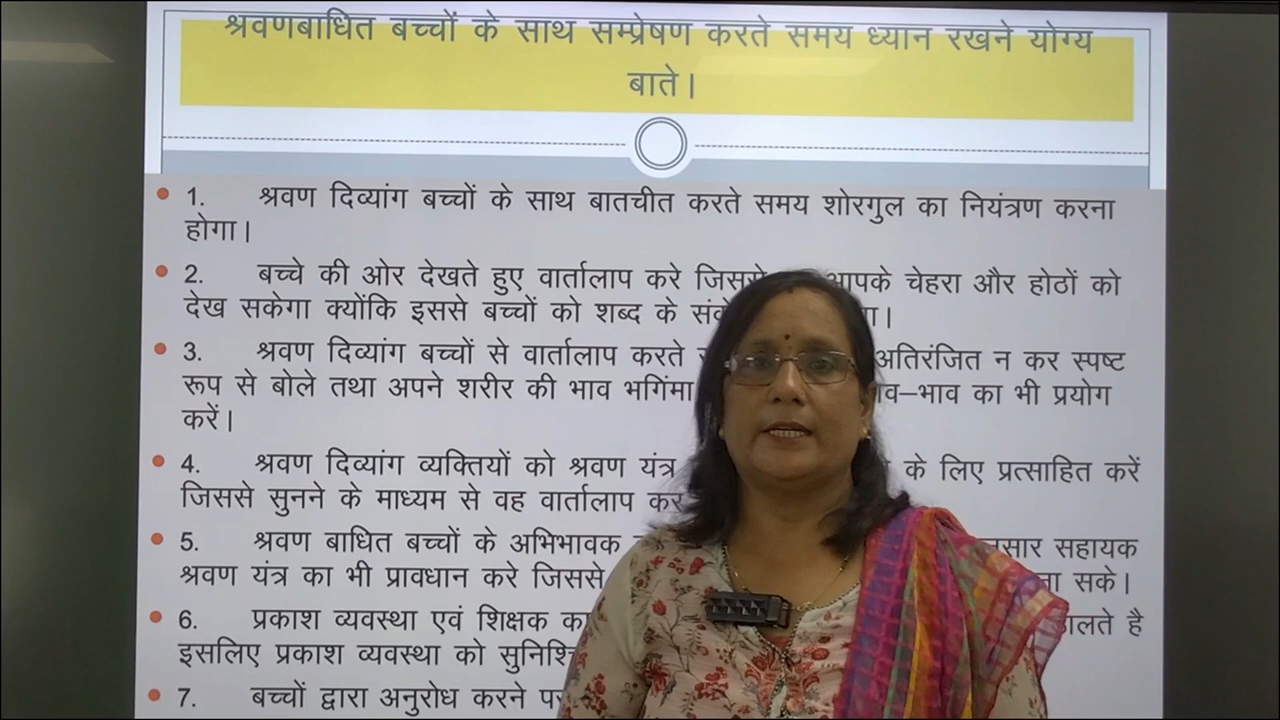 श्रवणबाधित बच्चों के साथ सम्प्रेषण करते समय ध्यान रखने योग्य
बाते।
1. श्रवण दिव्यांग बच्चों के साथ बातचीत करते समय शोरगुल का नियंत्रण करना
होगा।
2. बच्चे की ओर देखते हुए वार्तालाप करे आपके चेहरा और होठों को
देख सकेगा क्योंकि इससे बच्चों को शब्द के
3. श्रवण दिव्यांग बच्चों से वार्तालाप करते अतिरंजित न कर स्पष्ट
रूप से बोले तथा अपने शरीर की भाव भगिंमा का भी प्रयोग
करें।
4. श्रवण दिव्यांग व्यक्तियों को श्रवण यंत्र के लिए प्रत्साहित करें
जिससे सुनने के माध्यम से वह वार्तालाप कर
5. श्रवण बाधित बच्चों के अभिभावक सहायक
श्रवण यंत्र का भी प्रावधान करे जिससे सके।
6. प्रकाश व्यवस्था एवं शिक्षक है
इसलिए प्रकाश व्यवस्था को
7. बच्चों द्वारा अनुरोध करने